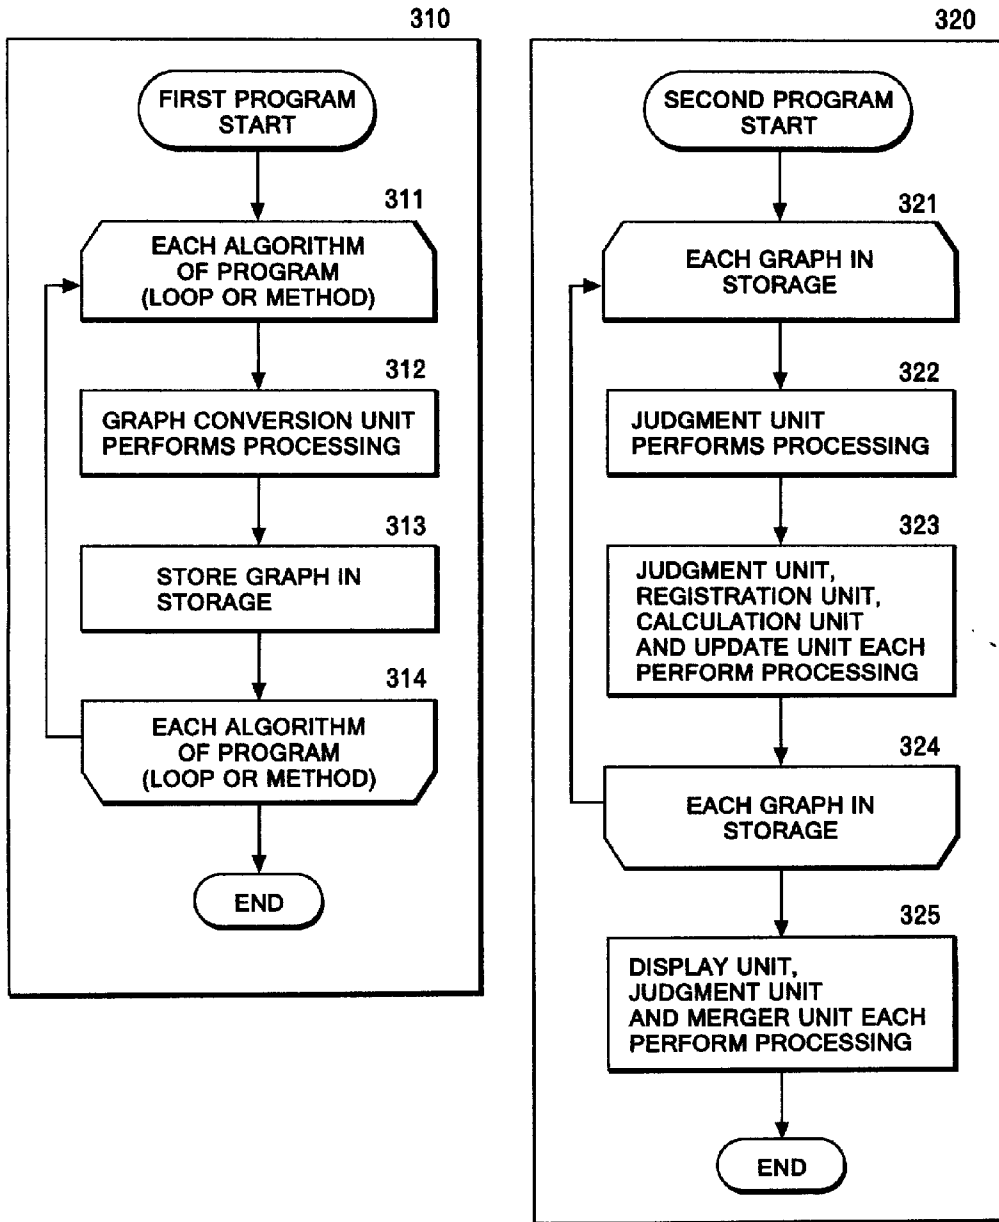 310
FIRST PROGRAM
START
311
EACH ALGORITHM
OF PROGRAM
(LOOP OR METHOD)
312
GRAPH CONVERSION UNIT
PERFORMS PROCESSING
313
STORE GRAPH IN
STORAGE
314
EACH ALGORITHM
OF PROGRAM
(LOOP OR METHOD)
END
320
SECOND PROGRAM
START
321
EACH GRAPH IN
STORAGE
322
JUDGMENT UNIT
PERFORMS PROCESSING
323
JUDGMENT UNIT,
REGISTRATION UNIT,
CALCULATION UNIT
AND UPDATE UNIT EACH
PERFORM PROCESSING
324
EACH GRAPH IN
STORAGE
325
DISPLAY UNIT,
JUDGMENT UNIT
AND MERGER UNIT EACH
PERFORM PROCESSING
END